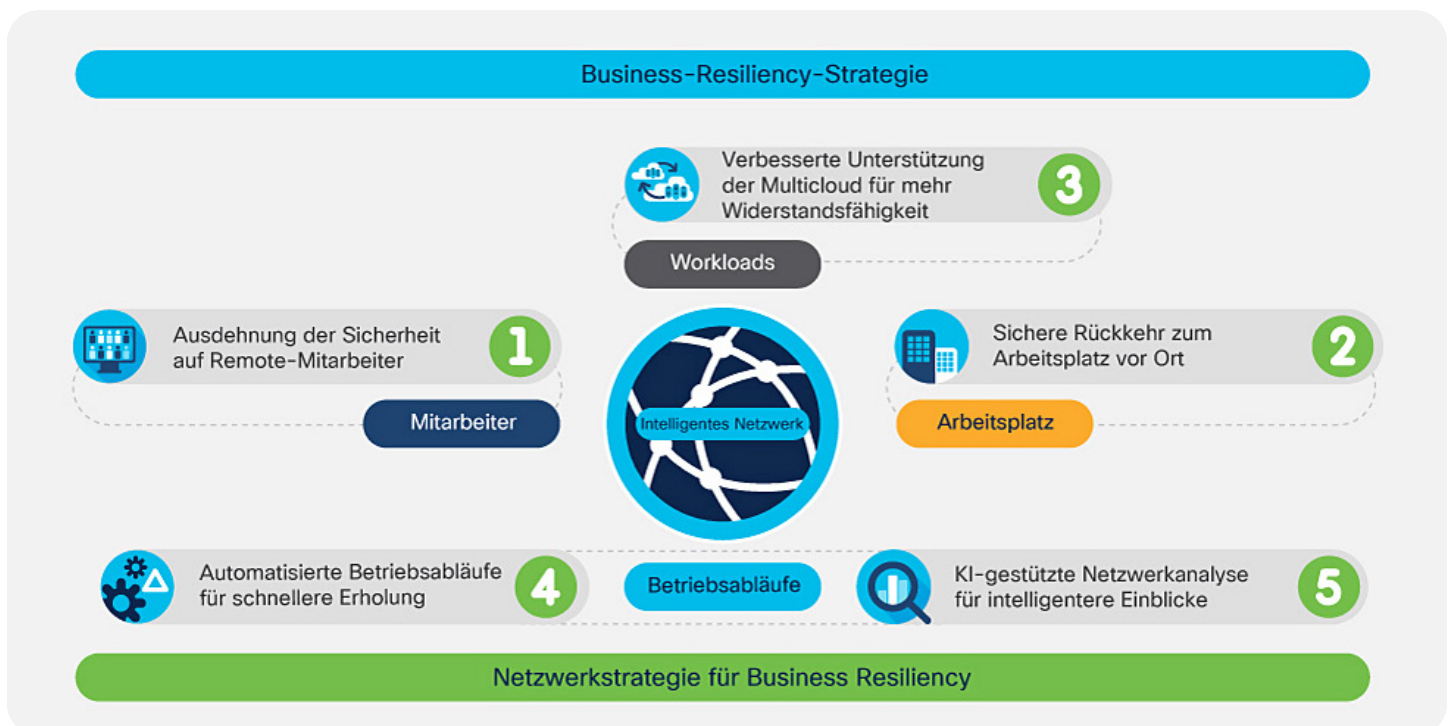 Business-Resiliency-Strategie
Verbesserte Unterstützung
der Multicloud für mehr
Widerstandsfähigkeit
3
Workloads
Ausdehnung der Sicherheit
auf Remote-Mitarbeiter
1
Mitarbeiter
Intelligentes Netzwerk
Sichere Rückkehr zum
Arbeitsplatz vor Ort
2
Arbeitsplatz
Automatisierte Betriebsabläufe
für schnellere Erholung
4
Betriebsabläufe
KI-gestützte Netzwerkanalyse
für intelligentere Einblicke
5
Netzwerkstrategie für Business Resiliency